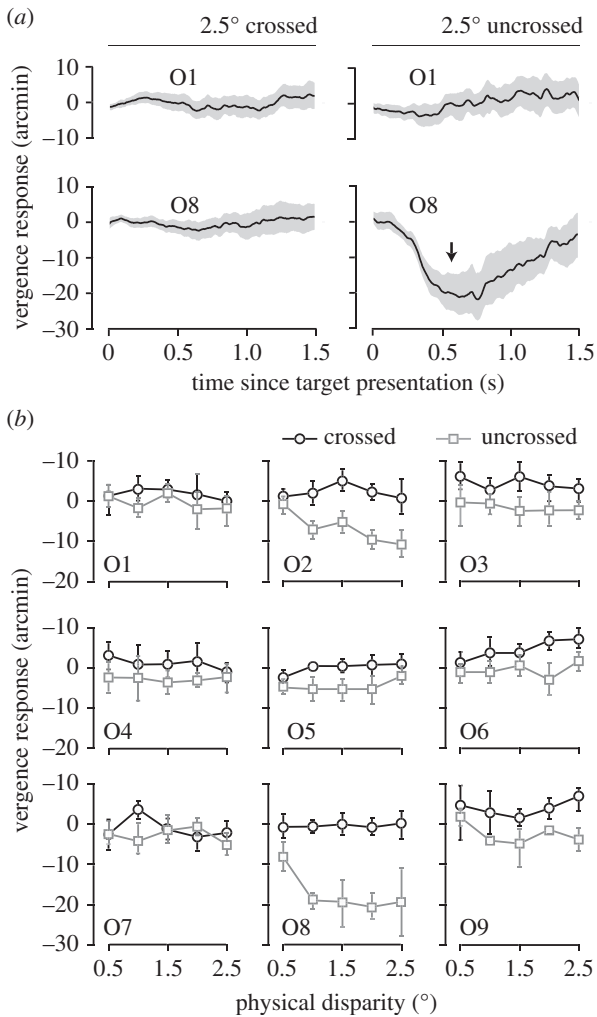 (a)
2.5° crossed 2.5° uncrossed
vergence response (arcmin)
10
0
–10
O1
O1
10
0
–10
–20
–30
O8
O8
0 0.5 1.0 1.5 0 0.5 1.0 1.5
time since target presentation (s)
(b)
crossed uncrossed
vergence response (arcmin)
–10
0
–10
–20
O1 O2 O3
–10
0
–10
–20
O4 O5 O6
–10
0
–10
–20
–30
O7 O8 O9
0.5 1.5 2.5 0.5 1.5 2.5 0.5 1.5 2.5
physical disparity (°)